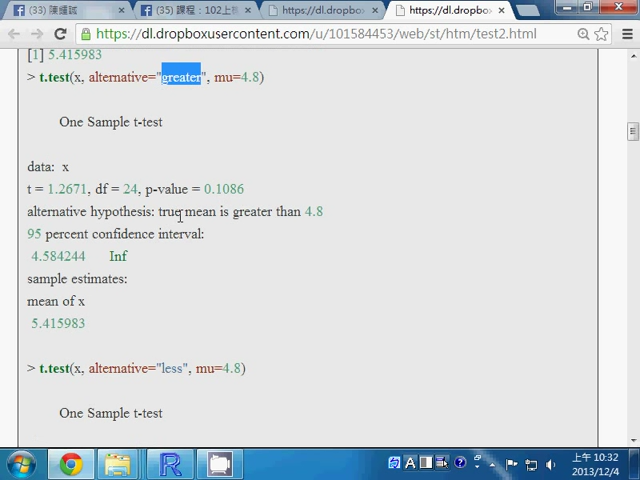 (33) 陳鍾誠
(35) 課程：102上
https://dl.dropboxu
https://dl.dropboxu
https://dl.dropboxusercontent.com/u/101584453/web/st/htm/test2.html
[1] 5.415983
> t.test(x, alternative="greater", mu=4.8)
One Sample t-test
data: x
t = 1.2671, df = 24, p-value = 0.1086
alternative hypothesis: true mean is greater than 4.8
95 percent confidence interval:
4.584244 Inf
sample estimates:
mean of x
5.415983
> t.test(x, alternative="less", mu=4.8)
One Sample t-test
上午 10:32
2013/12/4